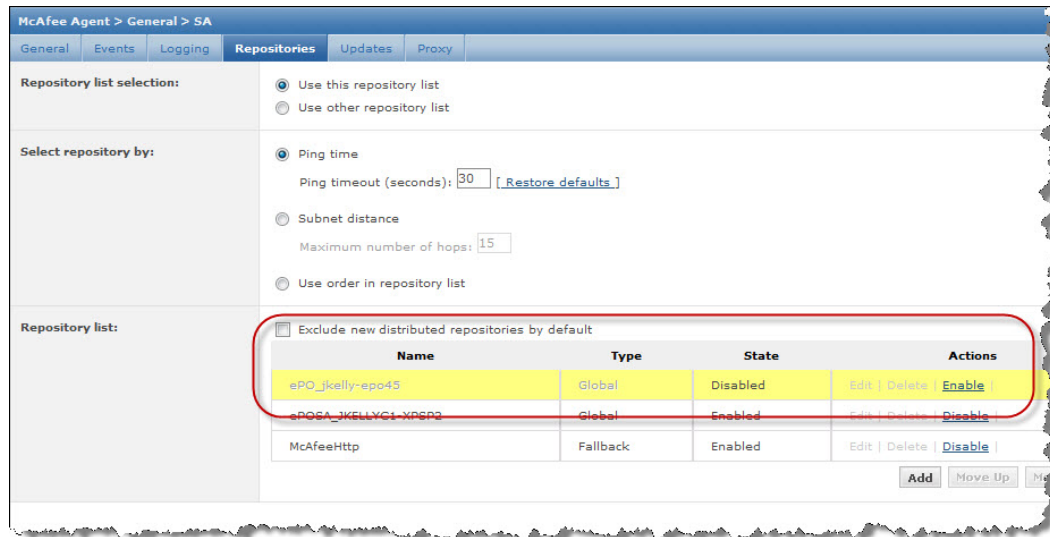 McAfee Agent > General > SA
General Events Logging Repositories Updates Proxy
Repository list selection:
Use this repository list
Use other repository list
Select repository by:
Ping time
Ping timeout (seconds): 30 [ Restore defaults ]
Subnet distance
Maximum number of hops: 15
Use order in repository list
Repository list:
Exclude new distributed repositories by default
Name Type State Actions
ePO_jkelly-epo45 Global Disabled Edit | Delete | Enable |
ePOSA_JKELLYC1-XPSP2 Global Enabled Edit | Delete | Disable |
McAfeeHttp Fallback Enabled Edit | Delete | Disable |
Add Move Up